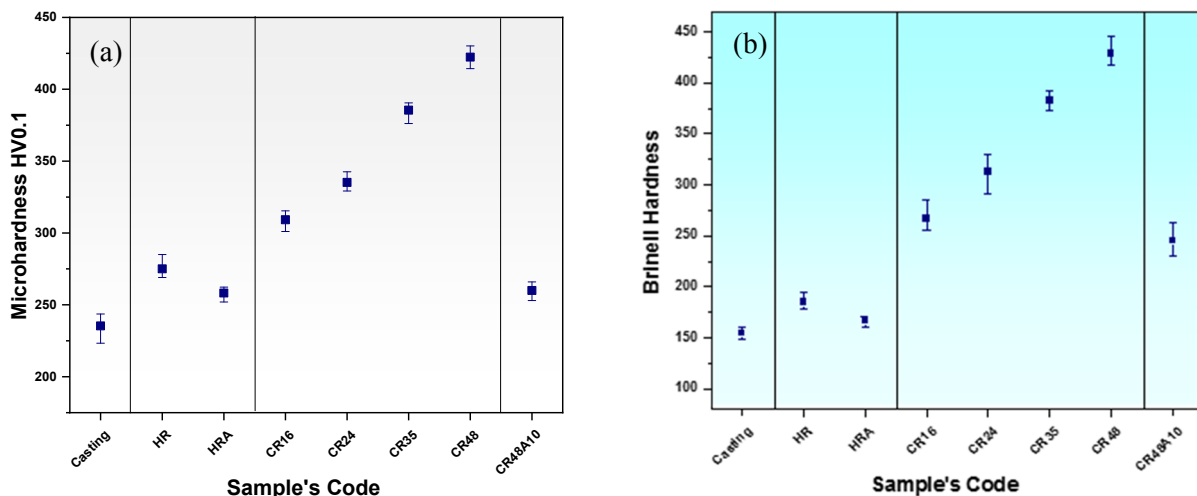 (a)
Microhardness HV0.1
450
400
350
300
250
200
Casting
HR
HRA
CR16
CR24
CR35
CR48
CR48A10
Sample's Code
(b)
Brinell Hardness
450
400
350
300
250
200
150
100
Casting
HR
HRA
CR16
CR24
CR35
CR48
CR48A10
Sample's Code